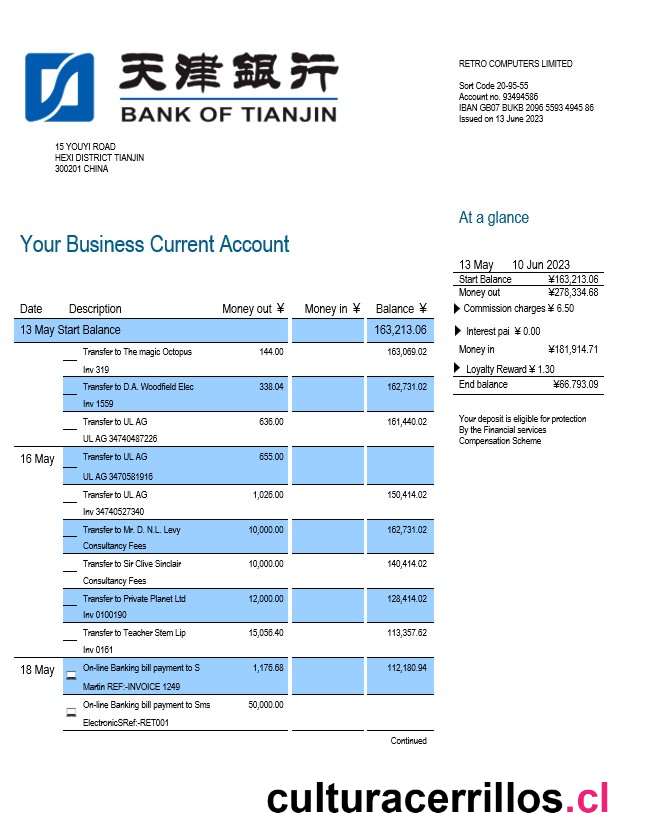 天津銀行
BANK OF TIANJIN
RETRO COMPUTERS LIMITED
Sort Code 20-95-55
Account no. 93494586
IBAN GB07 BUKB 2096 5593 4945 86
Issued on 13 June 2023
15 YOUYI ROAD
HEXI DISTRICT TIANJIN
300201 CHINA
At a glance
Your Business Current Account
13 May 10 Jun 2023
Start Balance ¥163,213.06
Money out ¥278,334.68
Commission charges ¥ 6.50
Interest pai ¥ 0.00
Money in ¥181,914.71
Loyalty Reward ¥ 1.30
End balance ¥66.793.09
Your deposit is eligible for protection
By the Financial services
Compensation Scheme
Date Description Money out ¥ Money in ¥ Balance ¥
13 May Start Balance 163,213.06
Transfer to The magic Octopus 144.00 163,069.02
Inv 319
Transfer to D.A. Woodfield Elec 338.04 162,731.02
Inv 1559
Transfer to UL AG 636.00 161,440.02
UL AG 34740487226
16 May Transfer to UL AG 655.00
UL AG 3470581916
Transfer to UL AG 1,026.00 150,414.02
Inv 34740527340
Transfer to Mr. D. N.L. Levy 10,000.00 162,731.02
Consultancy Fees
Transfer to Sir Clive Sinclair 10,000.00 140,414.02
Consultancy Fees
Transfer to Private Planet Ltd 12,000.00 128,414.02
Inv 0100190
Transfer to Teacher Stem Lip 15,056.40 113,357.62
Inv 0161
18 May On-line Banking bill payment to S 1,176.68 112,180.94
Martin REF:-INVOICE 1249
On-line Banking bill payment to Sms 50,000.00
ElectronicSRef:-RET001
Continued
culturacerrillos.cl